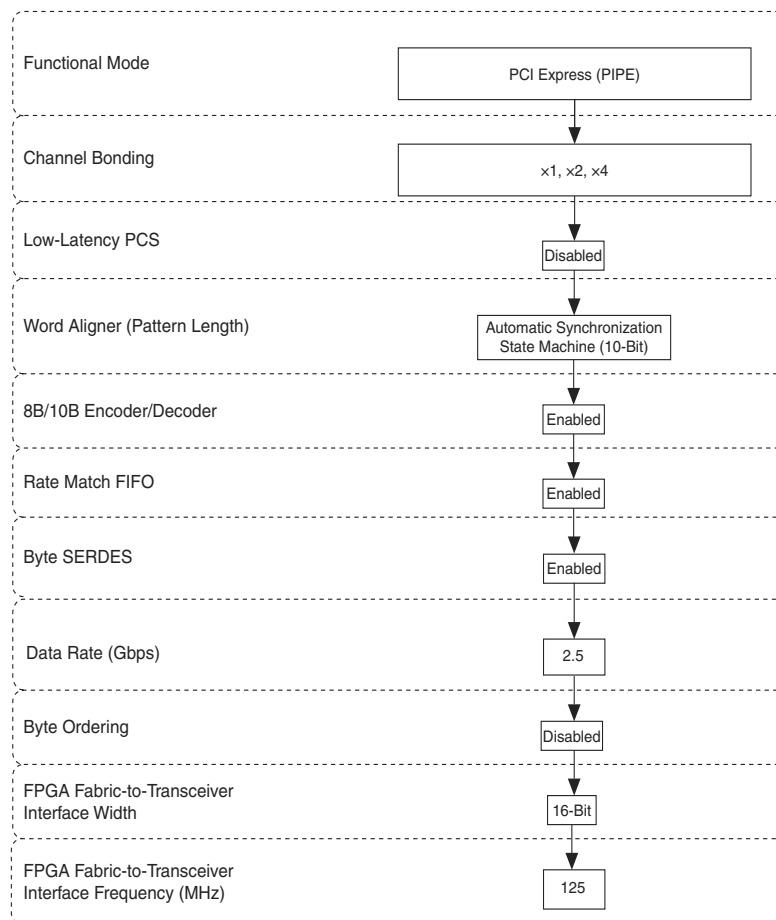 Functional Mode
PCI Express (PIPE)
Channel Bonding
×1, ×2, ×4
Low-Latency PCS
Disabled
Word Aligner (Pattern Length)
Automatic Synchronization
State Machine (10-Bit)
8B/10B Encoder/Decoder
Enabled
Rate Match FIFO
Enabled
Byte SERDES
Enabled
Data Rate (Gbps)
2.5
Byte Ordering
Disabled
FPGA Fabric-to-Transceiver
Interface Width
16-Bit
FPGA Fabric-to-Transceiver
Interface Frequency (MHz)
125